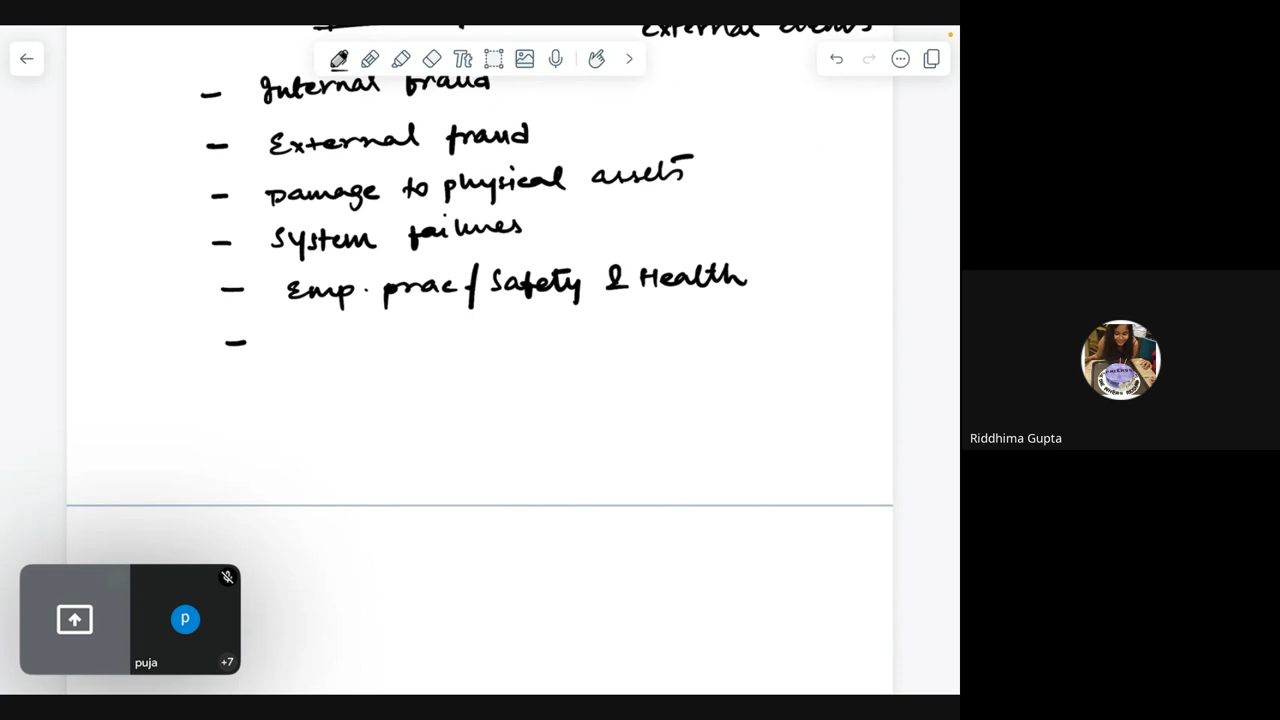 External events
- Internal fraud
- External fraud
- Damage to physical assets
- System failures
- Emp. prac / Safety & Health
-
Tt
Riddhima Gupta
p
puja
+7